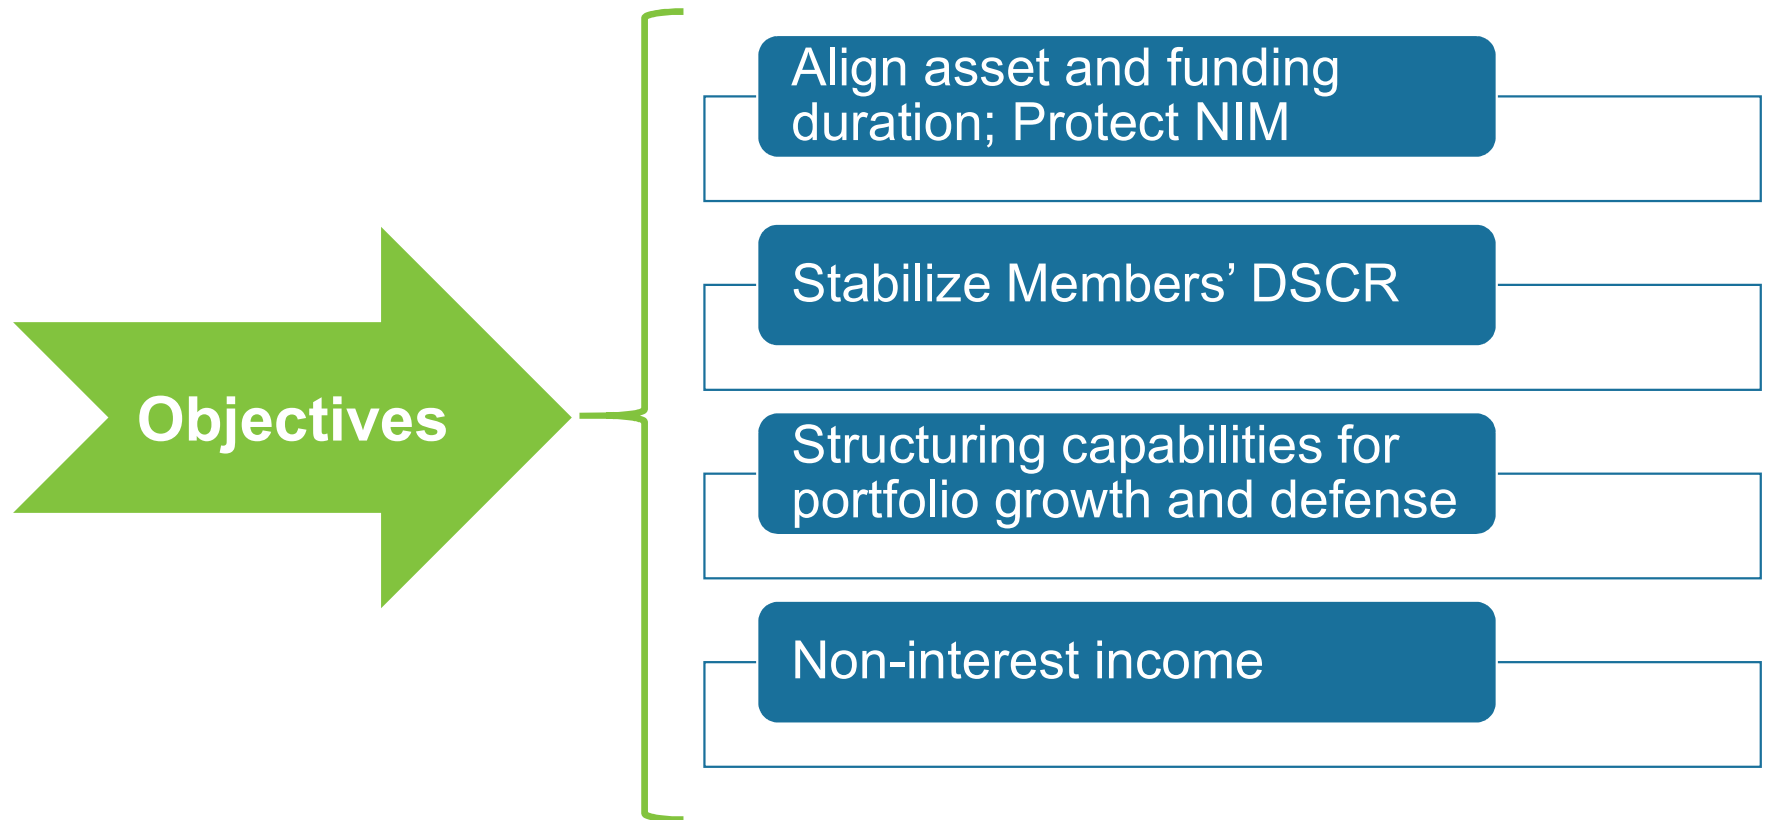 Objectives
Align asset and funding
duration; Protect NIM
Stabilize Members’ DSCR
Structuring capabilities for
portfolio growth and defense
Non-interest income